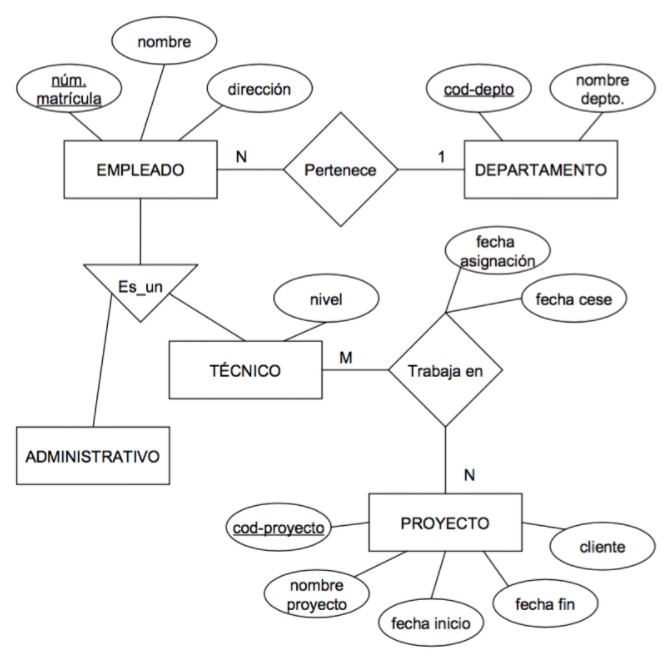 nombre
núm.
matrícula
dirección
cod-depto
nombre
depto.
EMPLEADO
N
Pertenece
1
DEPARTAMENTO
fecha
asignación
Es_un
nivel
fecha cese
TÉCNICO
M
Trabaja en
ADMINISTRATIVO
N
cod-proyecto
PROYECTO
cliente
nombre
proyecto
fecha inicio
fecha fin